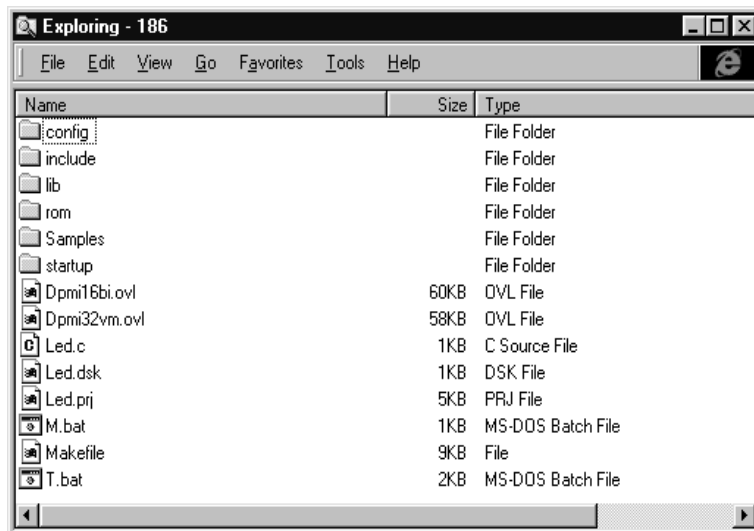 Exploring - 186
File Edit View Go Favorites Tools Help
Name Size Type
config File Folder
include File Folder
lib File Folder
rom File Folder
Samples File Folder
startup File Folder
Dpmi16bi.ovl 60KB OVL File
Dpmi32vm.ovl 58KB OVL File
Led.c 1KB C Source File
Led.dsk 1KB DSK File
Led.prj 5KB PRJ File
M.bat 1KB MS-DOS Batch File
Makefile 9KB File
T.bat 2KB MS-DOS Batch File